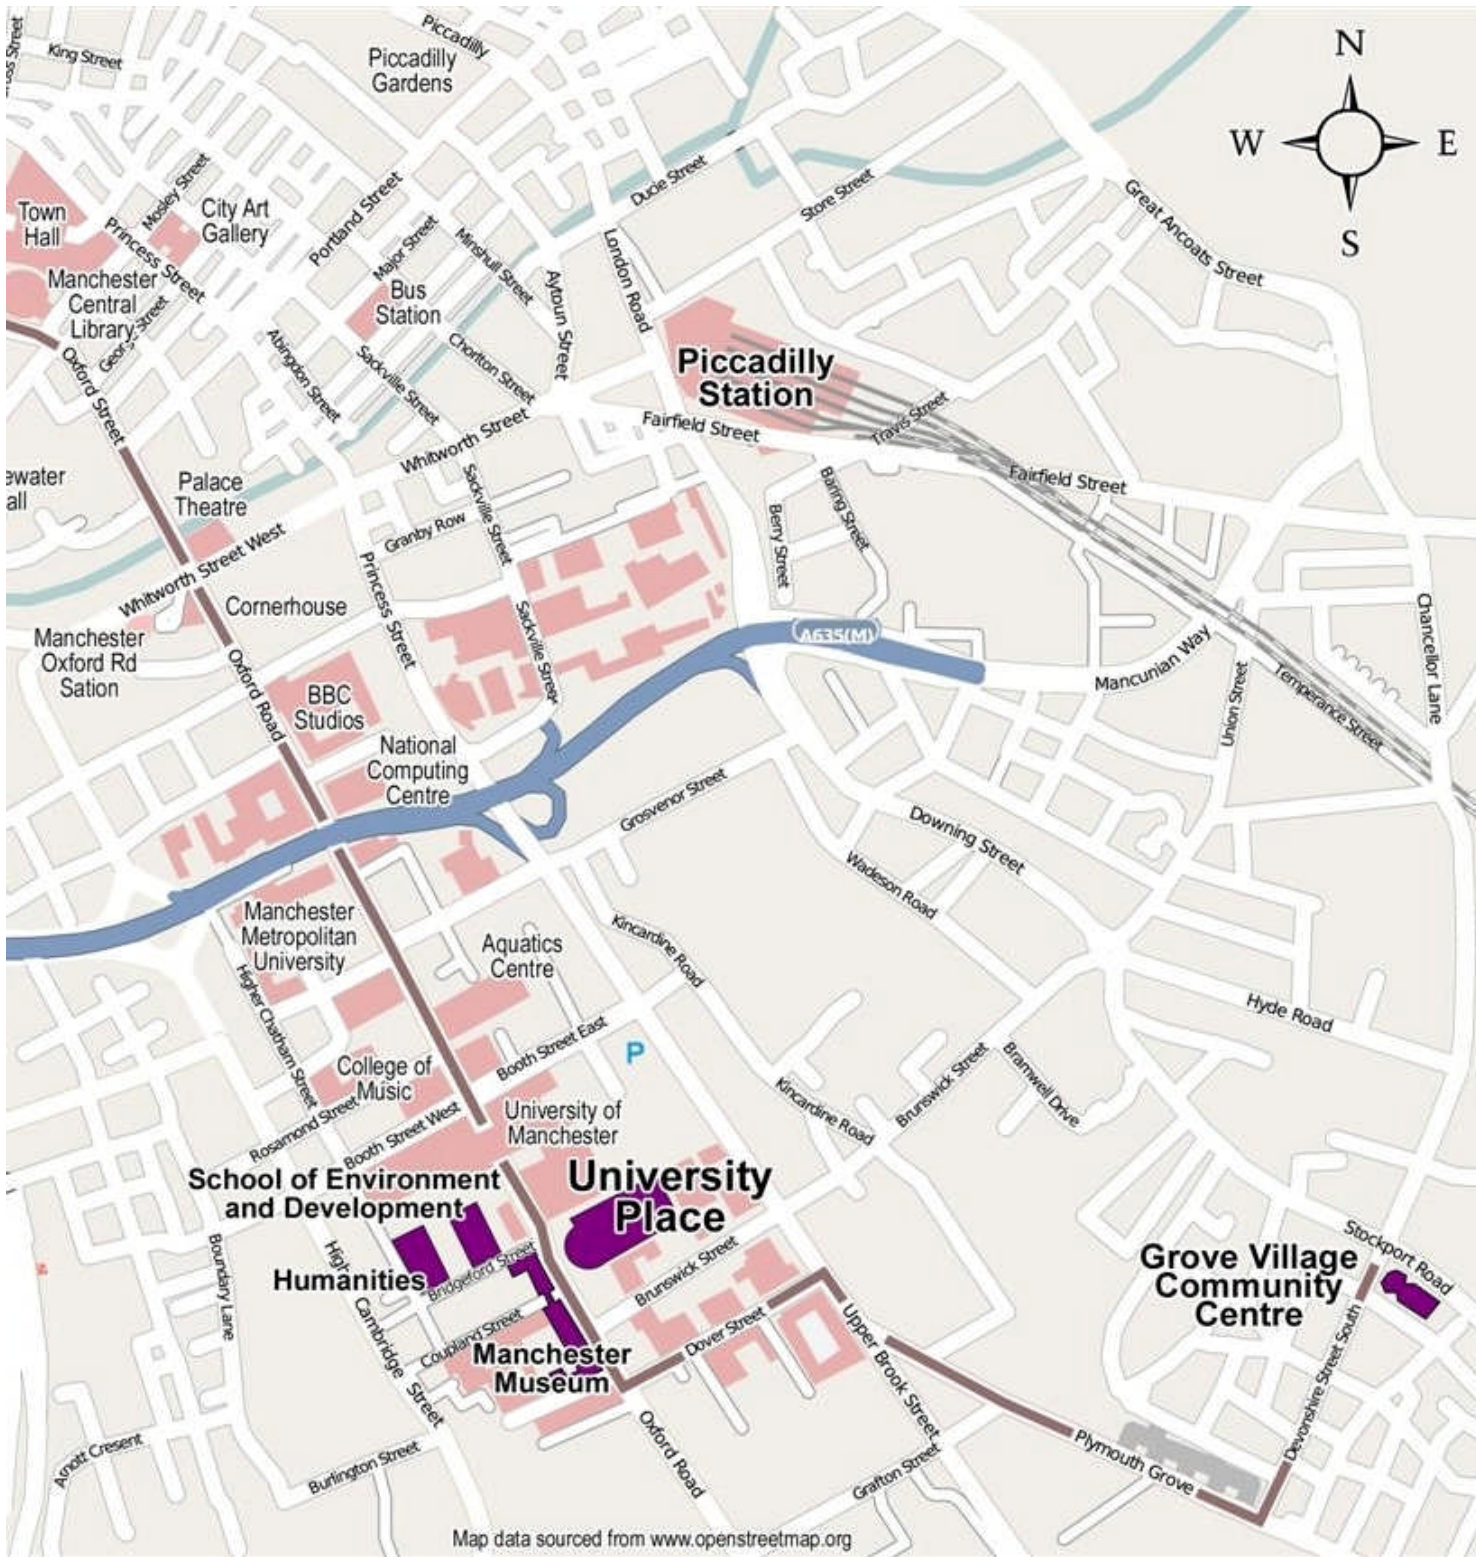 Piccadilly
King Street
Piccadilly
Gardens
N
W
E
S
Ducie Street
Store Street
Great Ancoats Street
Mosley Street
Portland Street
Town
Hall
City Art
Gallery
Princess Street
Major Street
Minshull Street
London Road
Aytoun Street
Manchester
Central
Library
Bus
Station
Oxford Street
Abingdon Street
Sackville Street
Chorlton Street
Piccadilly
Station
Travis Street
Fairfield Street
Whitworth Street
Fairfield Street
ewater
all
Palace
Theatre
Sackville Street
Granby Row
Berry Street
Baring Street
Whitworth Street West
Princess Street
Cornerhouse
Sackville Street
A635(M)
Chancellor Lane
Manchester
Oxford Rd
Sation
Oxford Road
BBC
Studios
Mancunian Way
Union Street
Temperance Street
National
Computing
Centre
Grosvenor Street
Downing Street
Wadeson Road
Manchester
Metropolitan
University
Aquatics
Centre
Kincardine Road
Higher Chatham Street
Hyde Road
Booth Street East
P
College of
Music
Brunswick Street
Bramwell Drive
Kincardine Road
Rosamond Street
Booth Street West
University of
Manchester
School of Environment
and Development
University
Place
Boundary Lane
High
Cambridge
Street
Humanities
Bridgeford Street
Brunswick Street
Stockport Road
Grove Village
Community
Centre
Coupland Street
Dover Street
Upper Brook Street
Devonshire Street South
Manchester
Museum
Oxford Road
Plymouth Grove
Arnott Cresent
Burlington Street
Grafton Street
Map data sourced from www.openstreetmap.org